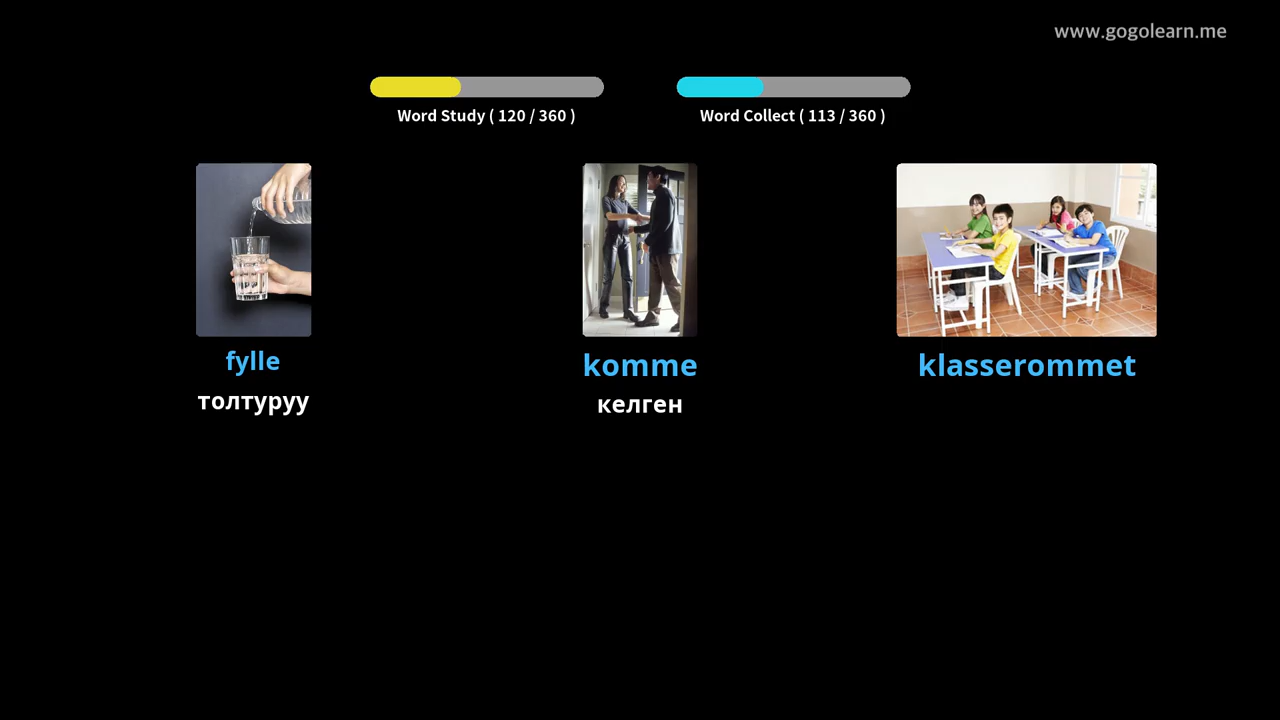 www.gogolearn.me
Word Study ( 120 / 360 )
Word Collect ( 113 / 360 )
fylle
komme
klasserommet
толтуруу
келген